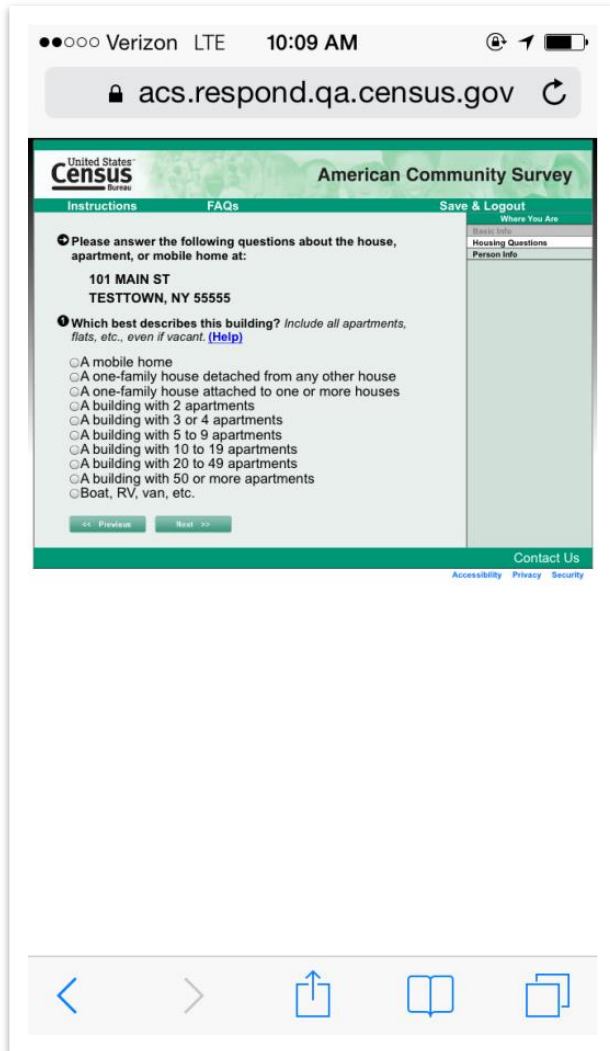 Verizon LTE 10:09 AM
acs.respond.qa.census.gov
United States™
Census
Bureau
American Community Survey
Instructions FAQs Save & Logout
Where You Are
Basic Info
Housing Questions
Person Info
Please answer the following questions about the house,
apartment, or mobile home at:
101 MAIN ST
TESTTOWN, NY 55555
1 Which best describes this building? Include all apartments,
flats, etc., even if vacant. (Help)
A mobile home
A one-family house detached from any other house
A one-family house attached to one or more houses
A building with 2 apartments
A building with 3 or 4 apartments
A building with 5 to 9 apartments
A building with 10 to 19 apartments
A building with 20 to 49 apartments
A building with 50 or more apartments
Boat, RV, van, etc.
<< Previous Next >>
Contact Us
Accessibility Privacy Security